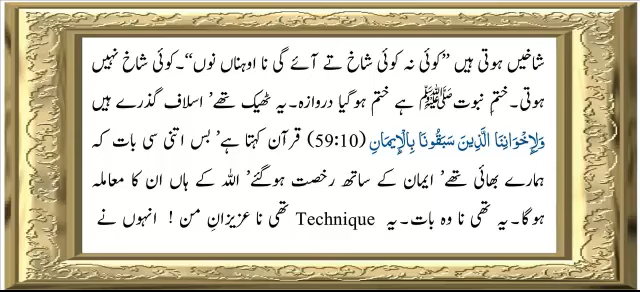 شاخیں ہوتی ہیں ”کوئی نہ کوئی شاخ تے آئے گی نا اوہناں نوں“۔کوئی شاخ نہیں
ہوتی۔ختمِ نبوتﷺ ہے ختم ہوگیا دروازہ۔یہ ٹھیک تھے’ اسلاف گذرے ہیں
وَلِاِخْوَانِنَا الَّذِينَ سَبَقُونَا بِالْاِيمَانِ (59:10) قرآن کہتا ہے’ بس اتنی سی بات کہ
ہمارے بھائی تھے’ ایمان کے ساتھ رخصت ہوگئے’ اللہ کے ہاں ان کا معاملہ
ہوگا۔یہ تھی نا وہ بات۔یہ Technique تھی نا عزیزانِ من ! انہوں نے